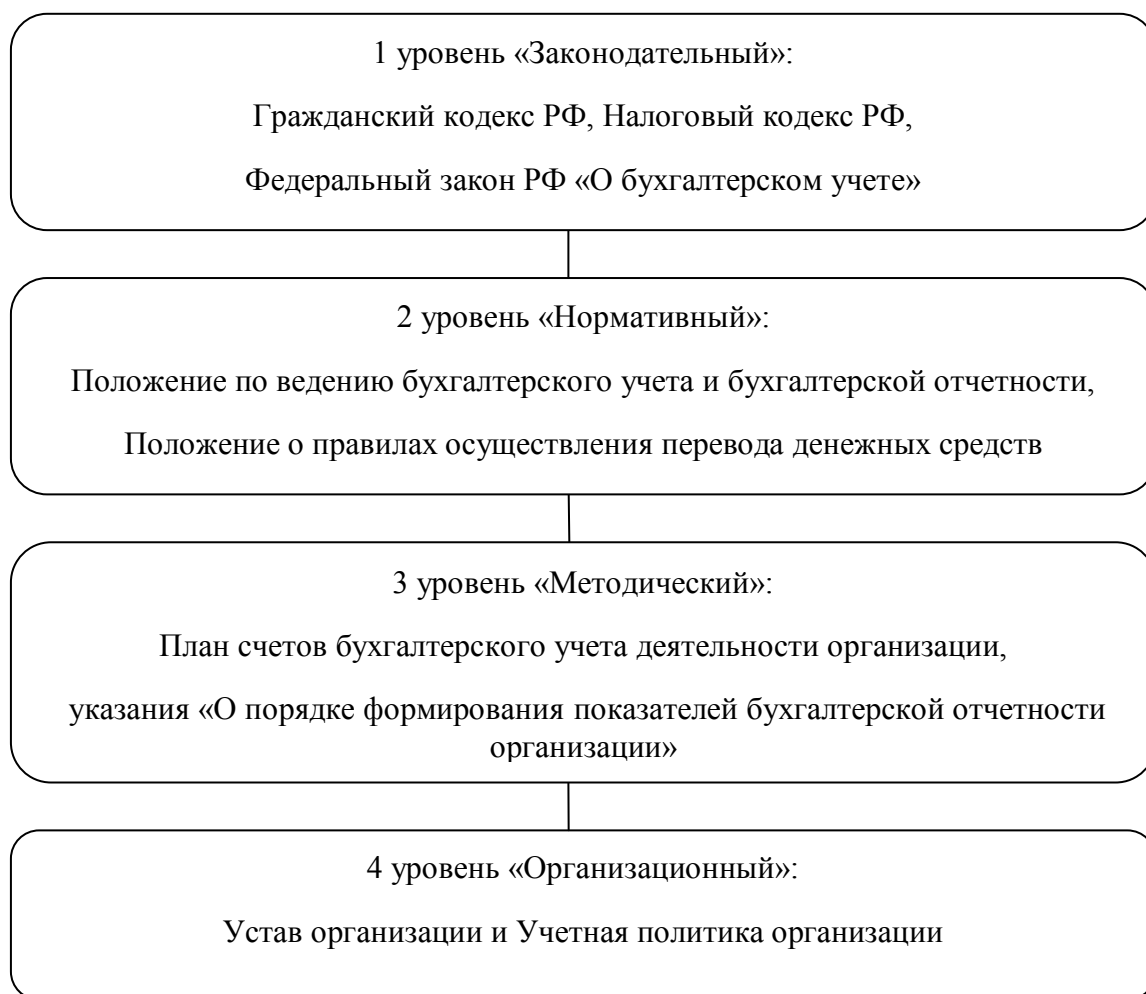 1 уровень «Законодательный»:
Гражданский кодекс РФ, Налоговый кодекс РФ,
Федеральный закон РФ «О бухгалтерском учете»
2 уровень «Нормативный»:
Положение по ведению бухгалтерского учета и бухгалтерской отчетности,
Положение о правилах осуществления перевода денежных средств
3 уровень «Методический»:
План счетов бухгалтерского учета деятельности организации,
указания «О порядке формирования показателей бухгалтерской отчетности
организации»
4 уровень «Организационный»:
Устав организации и Учетная политика организации